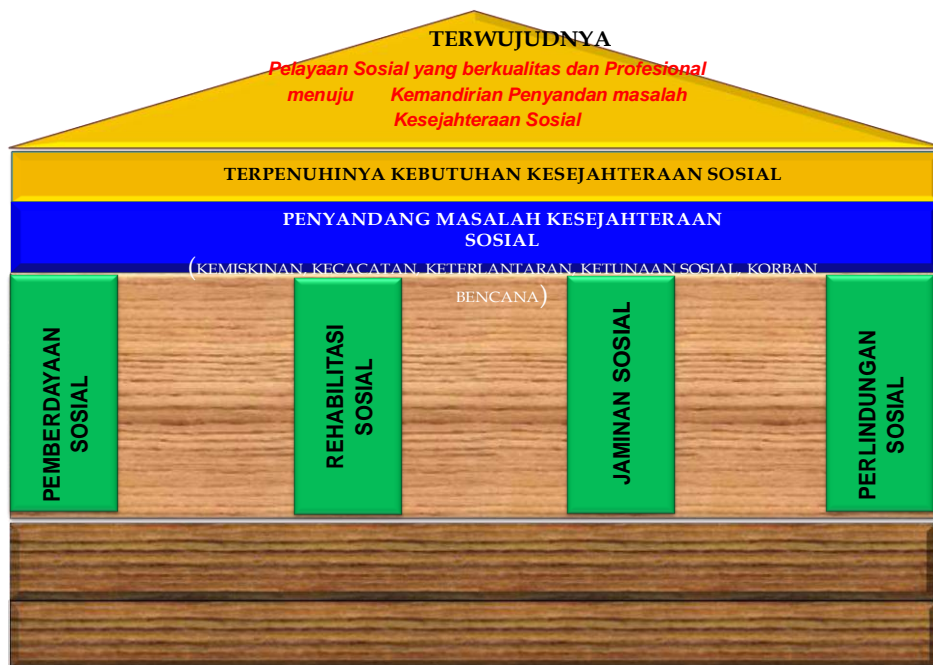 TERWUJUDNYA
Pelayaan Sosial yang berkualitas dan Profesional
menuju Kemandirian Penyandan masalah
Kesejahteraan Sosial
TERPENUHINYA KEBUTUHAN KESEJAHTERAAN SOSIAL
PENYANDANG MASALAH KESEJAHTERAAN
SOSIAL
(KEMISKINAN, KECACATAN, KETERLANTARAN, KETUNAAN SOSIAL, KORBAN
BENCANA)
PEMBERDAYAAN
SOSIAL
REHABILITASI
SOSIAL
JAMINAN SOSIAL
PERLINDUNGAN
SOSIAL